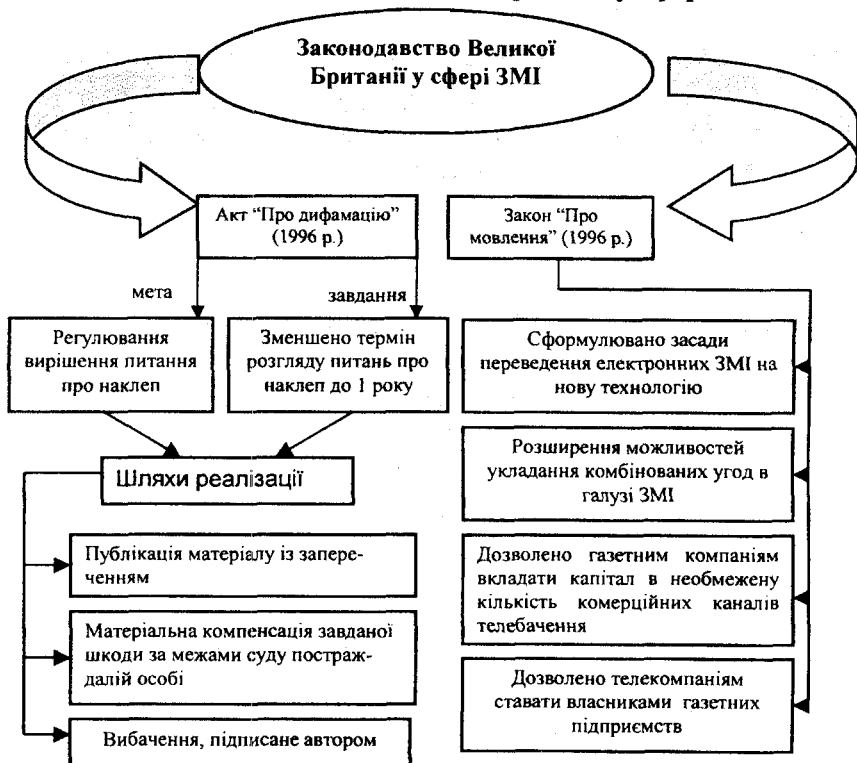 Законодавство Великої
Британії у сфері ЗМІ
Акт “Про дифамацію”
(1996 р.)
Закон “Про
мовлення” (1996 р.)
мета
завдання
Регулювання
вирішення питання
про наклеп
Зменшено термін
розгляду питань про
наклеп до 1 року
Шляхи реалізації
Публікація матеріалу із запере-
ченням
Матеріальна компенсація завданої
шкоди за межами суду постраж-
далій особі
Вибачення, підписане автором
Сформулювано засади
переведення електронних ЗМІ на
нову технологію
Розширення можливостей
укладання комбінованих угод в
галузі ЗМІ
Дозволено газетним компаніям
вкладати капітал в необмежену
кількість комерційних каналів
телебачення
Дозволено телекомпаніям
ставати власниками газетних
підприємств